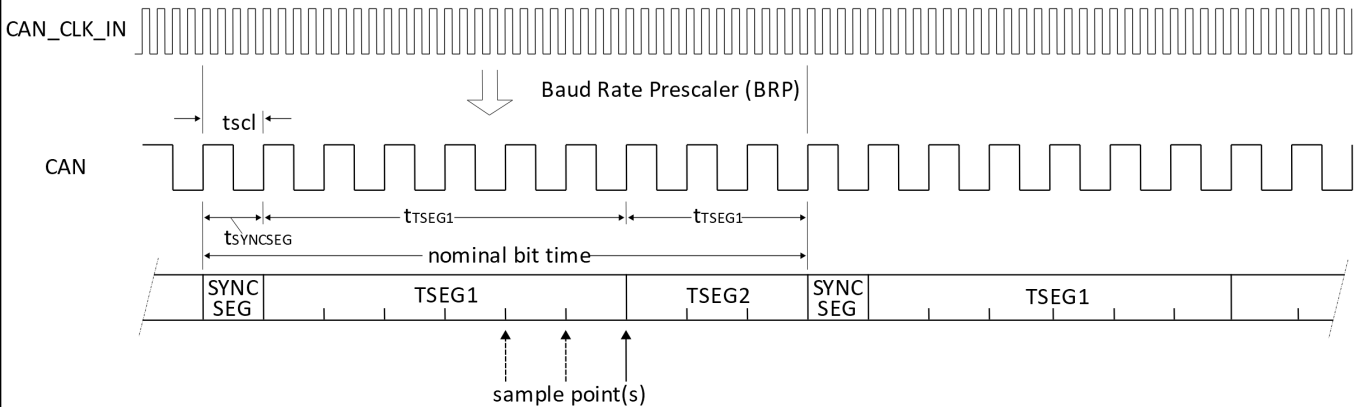 CAN_CLK_IN
Baud Rate Prescaler (BRP)
tscl
CAN
tTSEG1
tTSEG1
tSYNCSEG
nominal bit time
SYNC
SEG
TSEG1
TSEG2
SYNC
SEG
TSEG1
sample point(s)